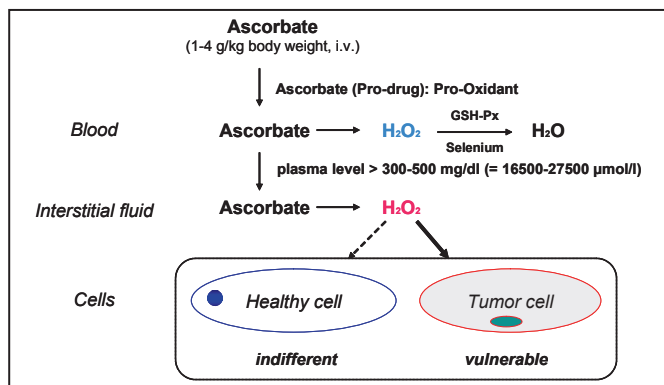 Ascorbate
(1-4 g/kg body weight, i.v.)
Ascorbate (Pro-drug): Pro-Oxidant
GSH-Px
Blood Ascorbate H₂O₂ H₂O
Selenium
plasma level > 300-500 mg/dl (= 16500-27500 µmol/l)
Interstitial fluid Ascorbate H₂O₂
Cells Healthy cell Tumor cell
indifferent vulnerable